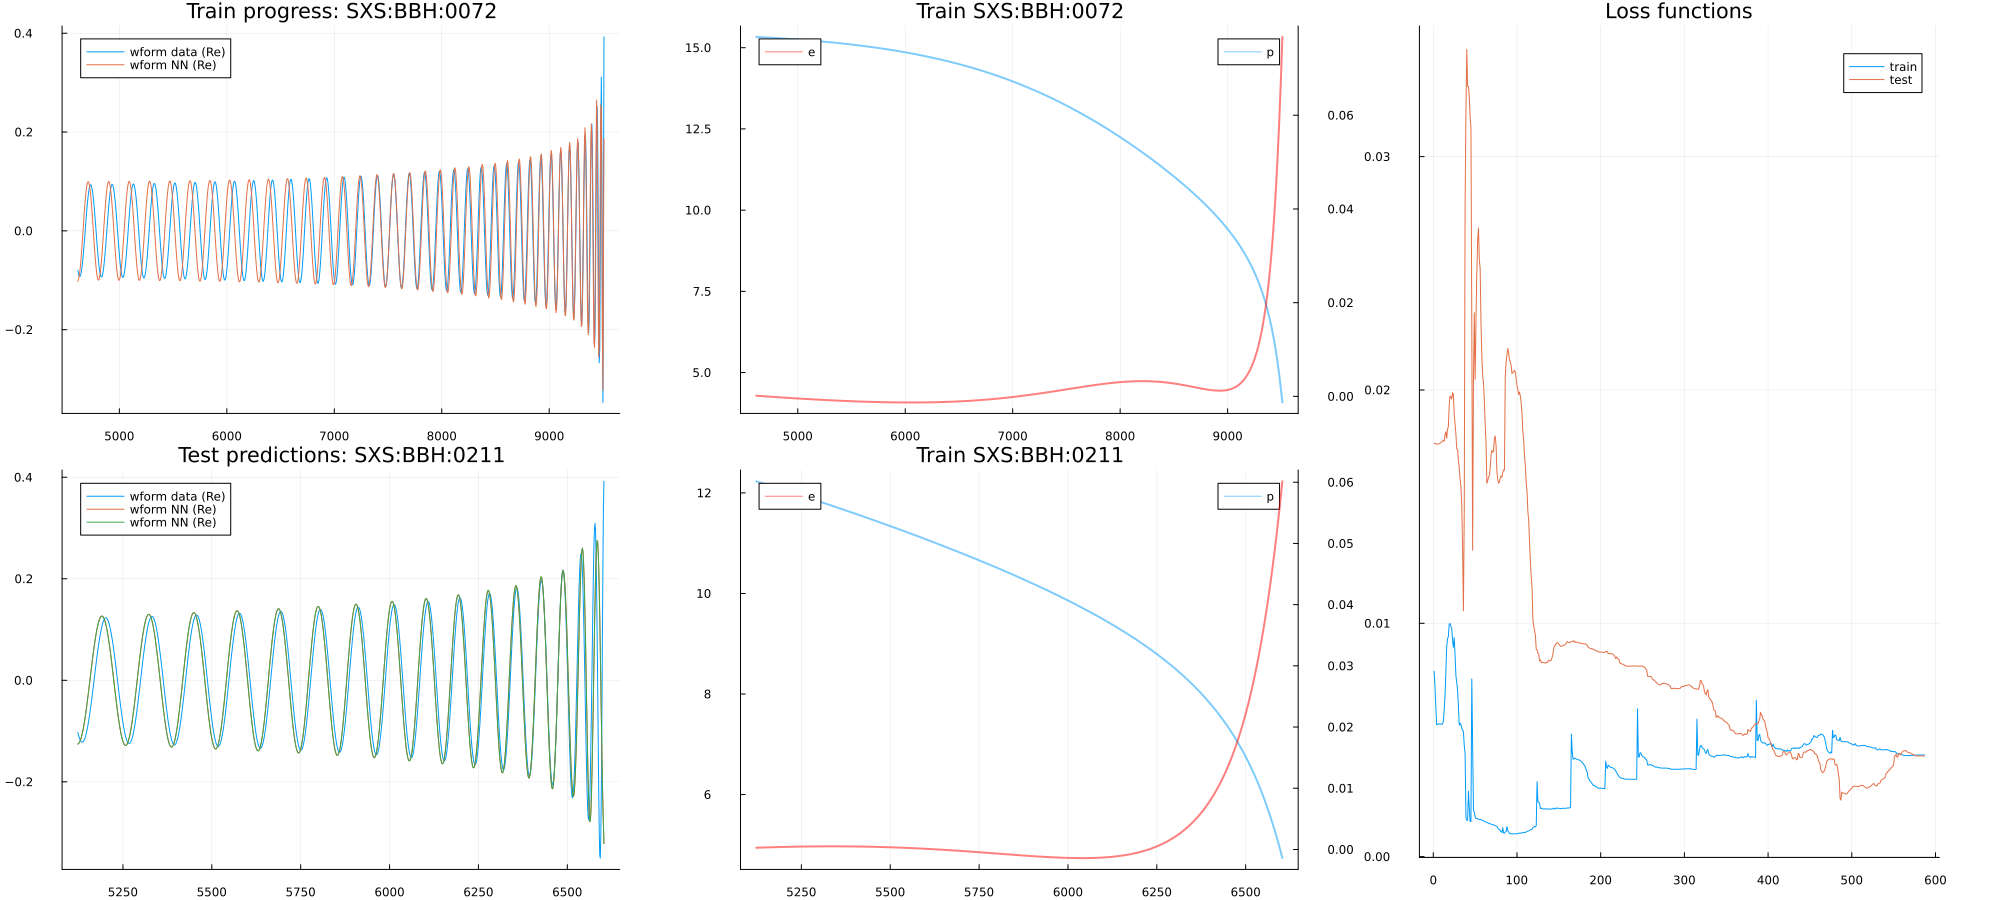 Train progress: SXS:BBH:0072
0.4
0.2
0.0
−0.2
wform data (Re)
wform NN (Re)
5000 6000 7000 8000 9000
Train SXS:BBH:0072
15.0
12.5
10.0
7.5
5.0
e
p
0.06
0.04
0.02
0.00
5000 6000 7000 8000 9000
Test predictions: SXS:BBH:0211
0.4
0.2
0.0
−0.2
wform data (Re)
wform NN (Re)
wform NN (Re)
5250 5500 5750 6000 6250 6500
Train SXS:BBH:0211
12
10
8
6
e
p
0.06
0.05
0.04
0.03
0.02
0.01
0.00
5250 5500 5750 6000 6250 6500
Loss functions
0.03
0.02
0.01
0.00
train
test
0 100 200 300 400 500 600